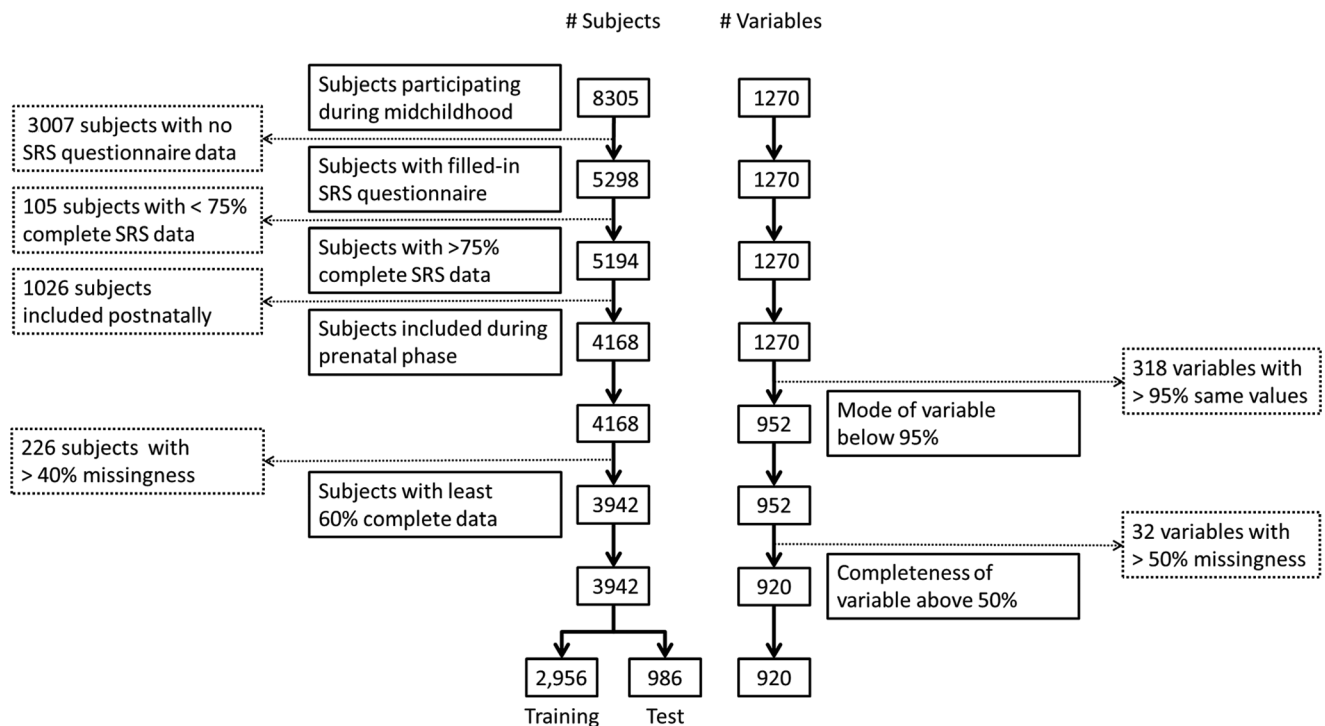 # Subjects
# Variables
Subjects participating
during midchildhood
8305
1270
3007 subjects with no
SRS questionnaire data
Subjects with filled-in
SRS questionnaire
5298
1270
105 subjects with < 75%
complete SRS data
Subjects with >75%
complete SRS data
5194
1270
1026 subjects
included postnatally
Subjects included during
prenatal phase
4168
1270
318 variables with
> 95% same values
Mode of variable
below 95%
4168
952
226 subjects with
> 40% missingness
Subjects with least
60% complete data
3942
952
32 variables with
> 50% missingness
Completeness of
variable above 50%
3942
920
2,956
986
920
Training
Test